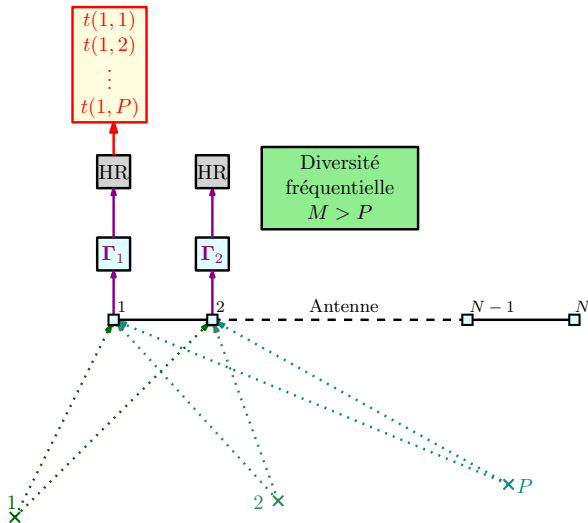 t(1, 1)
t(1, 2)
⋮
t(1, P)
HR
HR
Diversité
fréquentielle
M > P
Γ₁
Γ₂
1
2
Antenne
N − 1
N
1
2
P